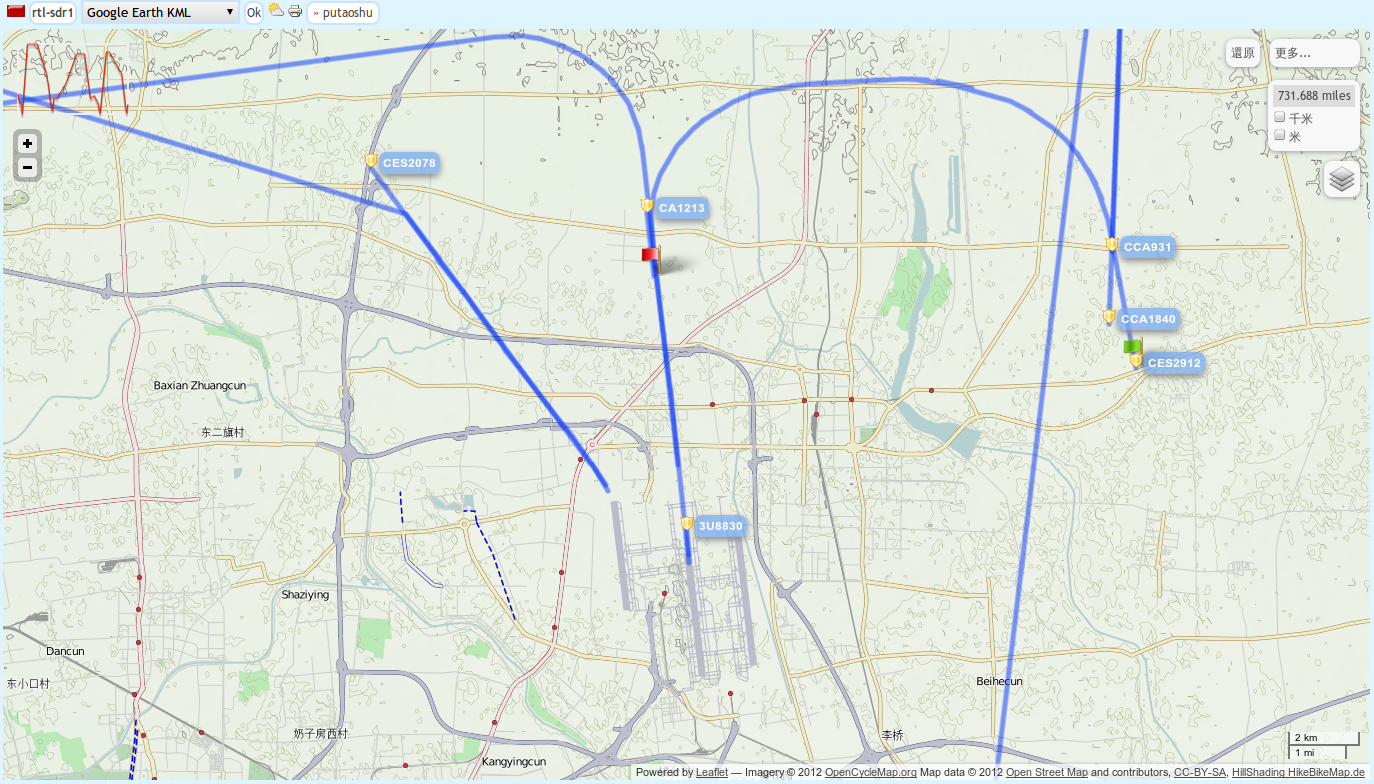 rtl-sdr1 Google Earth KML Ok » putaoshu
還原 更多...
731.688 miles
千米
米
+
−
CES2078
CA1213
CCA931
CCA1840
CES2912
Baxian Zhuangcun
东二旗村
3U8830
Shaziying
Dancun
东小口村
Beihecun
奶子房西村
李桥
Kangyingcun
2 km
1 mi
Powered by Leaflet — Imagery © 2012 OpenCycleMap.org Map data © 2012 Open Street Map and contributors, CC-BY-SA, HillShading HikeBikeMap.de